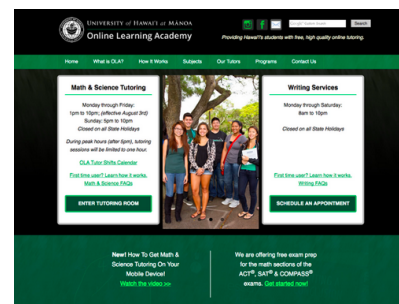 UNIVERSITY of HAWAI'I at MĀNOA
Online Learning Academy
Search
Providing Hawai'i's students with free, high quality online tutoring.
Home What is OLA? How It Works Subjects Our Tutors Programs Contact Us
Math & Science Tutoring
Monday through Friday:
1pm to 10pm; (effective August 3rd)
Sunday: 5pm to 10pm
Closed on all State Holidays
During peak hours (after 6pm), tutoring
sessions will be limited to one hour.
OLA Tutor Shifts Calendar
First time user? Learn how it works.
Math & Science FAQs
ENTER TUTORING ROOM
Writing Services
Monday through Saturday:
8am to 10pm
Closed on all State Holidays
First time user? Learn how it works.
Writing FAQs
SCHEDULE AN APPOINTMENT
New! How To Get Math &
Science Tutoring On Your
Mobile Device!
Watch the video >>
We are offering free exam prep
for the math sections of the
ACT®, SAT® & COMPASS®
exams. Get started now!